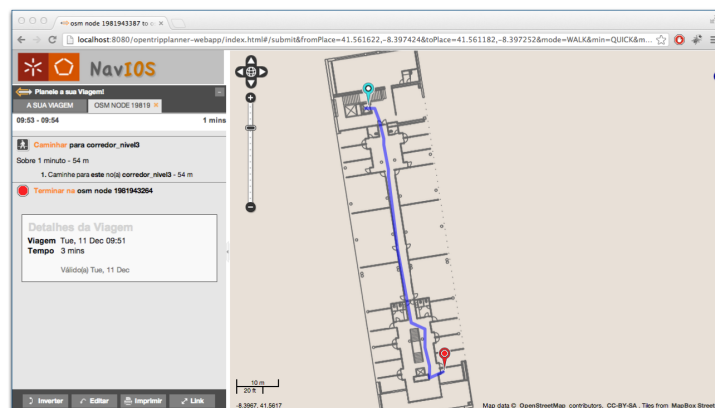 osm node 1981943387 to o
localhost:8080/opentripplanner-webapp/index.html#/submit&fromPlace=41.561622,-8.397424&toPlace=41.561182,-8.397252&mode=WALK&min=QUICK&m...
NavIOS
Planeie a sua Viagem!
A SUA VIAGEM
OSM NODE 19819
09:53 - 09:54
1 mins
Caminhar para corredor_nivel3
Sobre 1 minuto - 54 m
1. Caminhe para este no(a) corredor_nivel3 - 54 m
Terminar na osm node 1981943264
Detalhes da Viagem
Viagem Tue, 11 Dec 09:51
Tempo 3 mins
Válido(a) Tue, 11 Dec
Inverter
Editar
Imprimir
Link
10 m
20 ft
-8.3967, 41.5617
Map data © OpenStreetMap contributors, CC-BY-SA . Tiles from MapBox Street